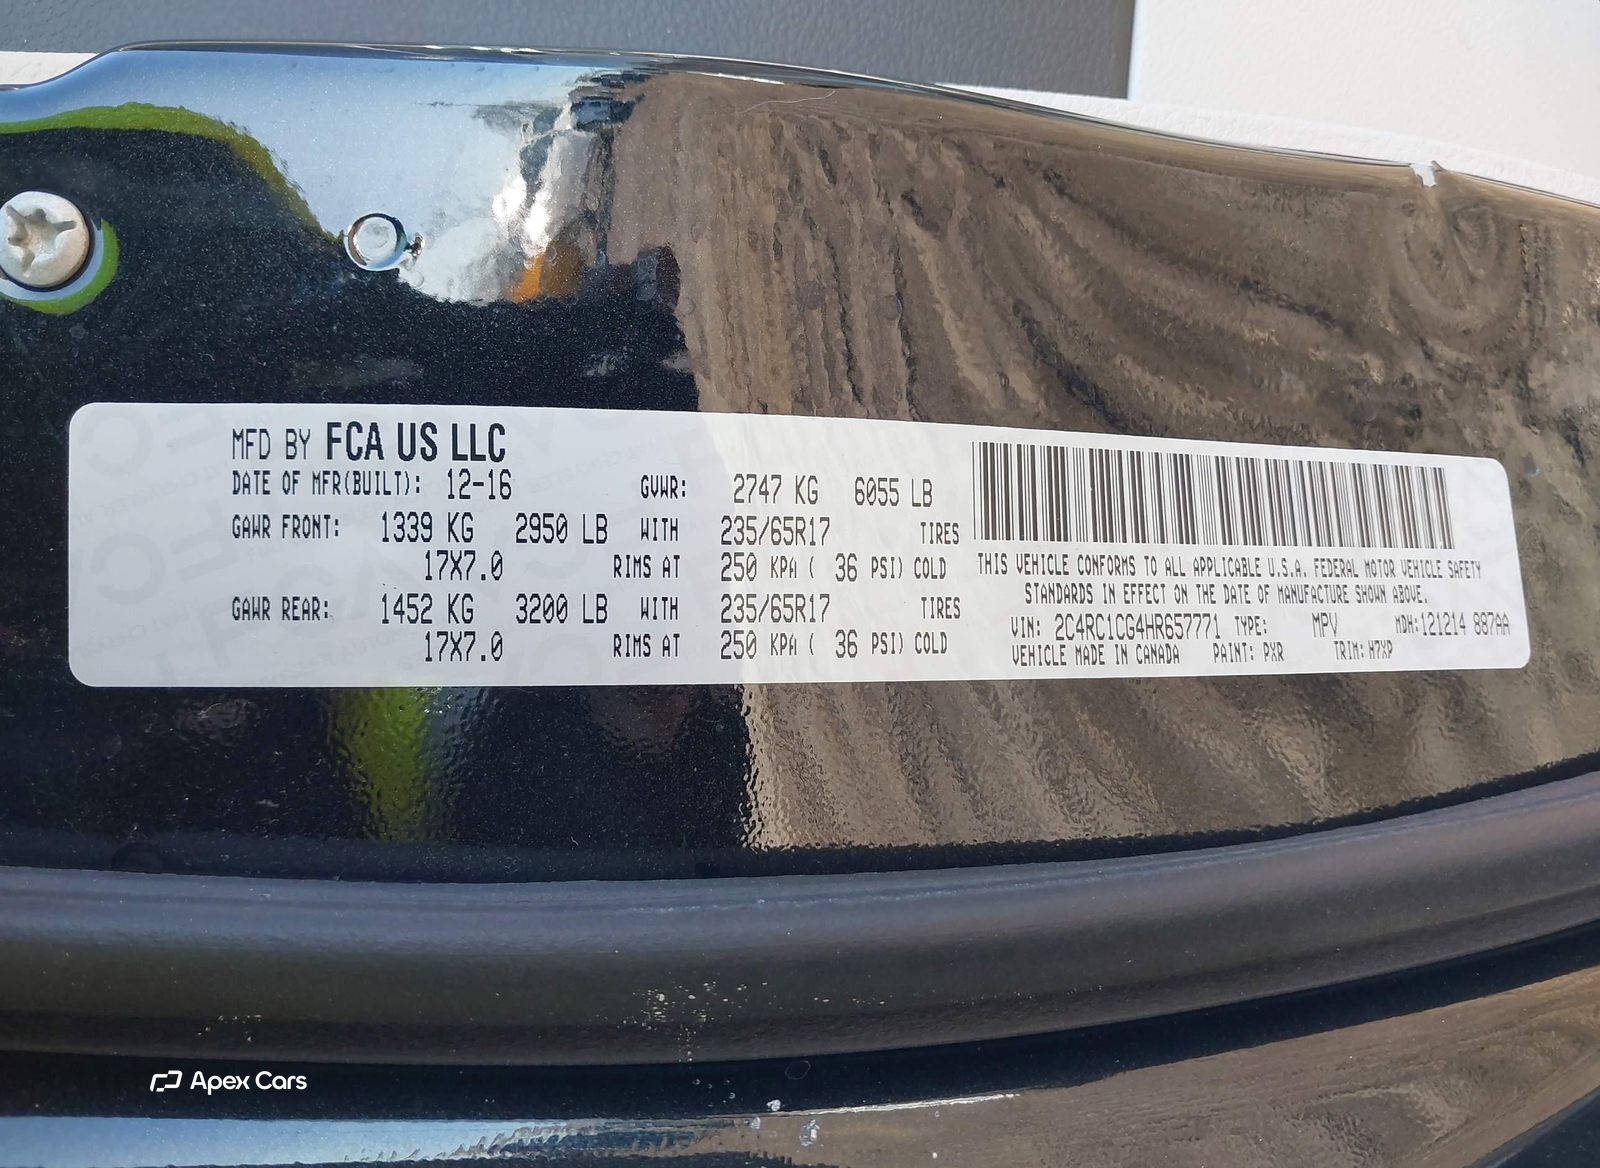 MFD BY FCA US LLC
DATE OF MFR(BUILT): 12-16 GVWR: 2747 KG 6055 LB
GAWR FRONT: 1339 KG 2950 LB WITH 235/65R17 TIRES
17X7.0 RIMS AT 250 KPA ( 36 PSI) COLD
GAWR REAR: 1452 KG 3200 LB WITH 235/65R17 TIRES
17X7.0 RIMS AT 250 KPA ( 36 PSI) COLD
THIS VEHICLE CONFORMS TO ALL APPLICABLE U.S.A. FEDERAL MOTOR VEHICLE SAFETY
STANDARDS IN EFFECT ON THE DATE OF MANUFACTURE SHOWN ABOVE.
VIN: 2C4RC1CG4HR657771 TYPE: MPV MDH:121214 887AA
VEHICLE MADE IN CANADA PAINT: PXR TRIM: H7XP
Apex Cars